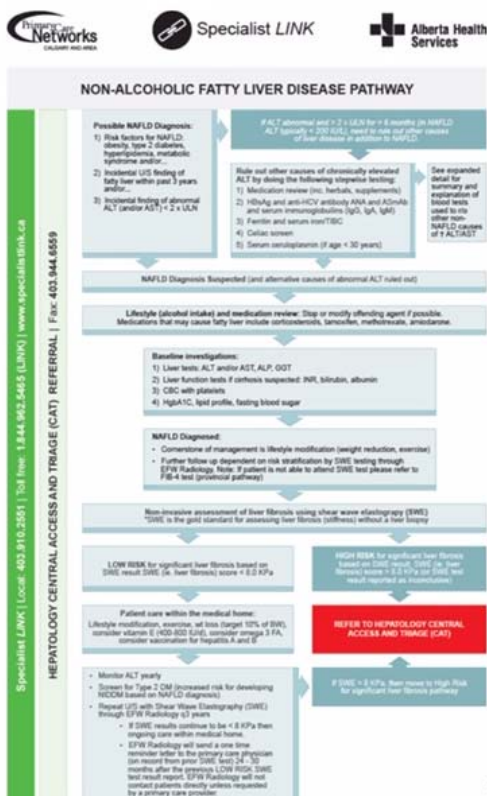 Primary Care
Networks
CALGARY AND AREA
Specialist LINK
Alberta Health
Services
NON-ALCOHOLIC FATTY LIVER DISEASE PATHWAY
Specialist LINK | Local: 403.910.2551 | Toll free: 1.844.962.5465 (LINK) | www.specialistlink.ca
HEPATOLOGY CENTRAL ACCESS AND TRIAGE (CAT) REFERRAL | Fax: 403.944.6559
Possible NAFLD Diagnosis:
1) Risk factors for NAFLD:
obesity, type 2 diabetes,
hyperlipidemia, metabolic
syndrome and/or...
2) Incidental U/S finding of
fatty liver within past 3 years
and/or...
3) Incidental finding of abnormal
ALT (and/or AST) < 2 x ULN
If ALT abnormal and > 2 x ULN for > 6 months (in NAFLD
ALT typically < 200 IU/L), need to rule out other causes
of liver disease in addition to NAFLD.
Rule out other causes of chronically elevated
ALT by doing the following stepwise testing:
1) Medication review (inc. herbals, supplements)
2) HBsAg and anti-HCV antibody ANA and ASmAb
and serum immunoglobulins (IgG, IgA, IgM)
3) Ferritin and serum iron/TIBC
4) Celiac screen
5) Serum ceruloplasmin (if age < 30 years)
See expanded
detail for
summary and
explanation of
blood tests
used to r/o
other non-
NAFLD causes
of ↑ ALT/AST
NAFLD Diagnosis Suspected (and alternative causes of abnormal ALT ruled out)
Lifestyle (alcohol intake) and medication review: Stop or modify offending agent if possible.
Medications that may cause fatty liver include corticosteroids, tamoxifen, methotrexate, amiodarone.
Baseline investigations:
1) Liver tests: ALT and/or AST, ALP, GGT
2) Liver function tests if cirrhosis suspected: INR, bilirubin, albumin
3) CBC with platelets
4) HgbA1C, lipid profile, fasting blood sugar
NAFLD Diagnosed:
- Cornerstone of management is lifestyle modification (weight reduction, exercise)
- Further follow up dependent on risk stratification by SWE testing through
EFW Radiology. Note: If patient is not able to attend SWE test please refer to
FIB-4 test (provincial pathway)
Non-invasive assessment of liver fibrosis using shear wave elastograpy (SWE)
*SWE is the gold standard for assessing liver fibrosis (stiffness) without a liver biopsy
LOW RISK for significant liver fibrosis based on
SWE result SWE (ie. liver fibrosis) score < 8.0 KPa
HIGH RISK for significant liver fibrosis
based on SWE result, SWE (ie. liver
fibrosis) score > 8.0 KPa (or SWE test
result reported as inconclusive)
Patient care within the medical home:
Lifestyle modification, exercise, wt loss (target 10% of BW),
consider vitamin E (400-800 IU/d), consider omega 3 FA,
consider vaccination for hepatitis A and B
REFER TO HEPATOLOGY CENTRAL
ACCESS AND TRIAGE (CAT)
- Monitor ALT yearly
- Screen for Type 2 DM (increased risk for developing
NIDDM based on NAFLD diagnosis)
- Repeat U/S with Shear Wave Elastography (SWE)
through EFW Radiology q3 years
- If SWE results continue to be < 8 KPa then
ongoing care within medical home.
- EFW Radiology will send a one time
reminder letter to the primary care physician
(on record from prior SWE test) 24 - 30
months after the previous LOW RISK SWE
test result report. EFW Radiology will not
contact patients directly unless requested
by a primary care provider
If SWE > 8 KPa, then move to High Risk
for significant liver fibrosis pathway